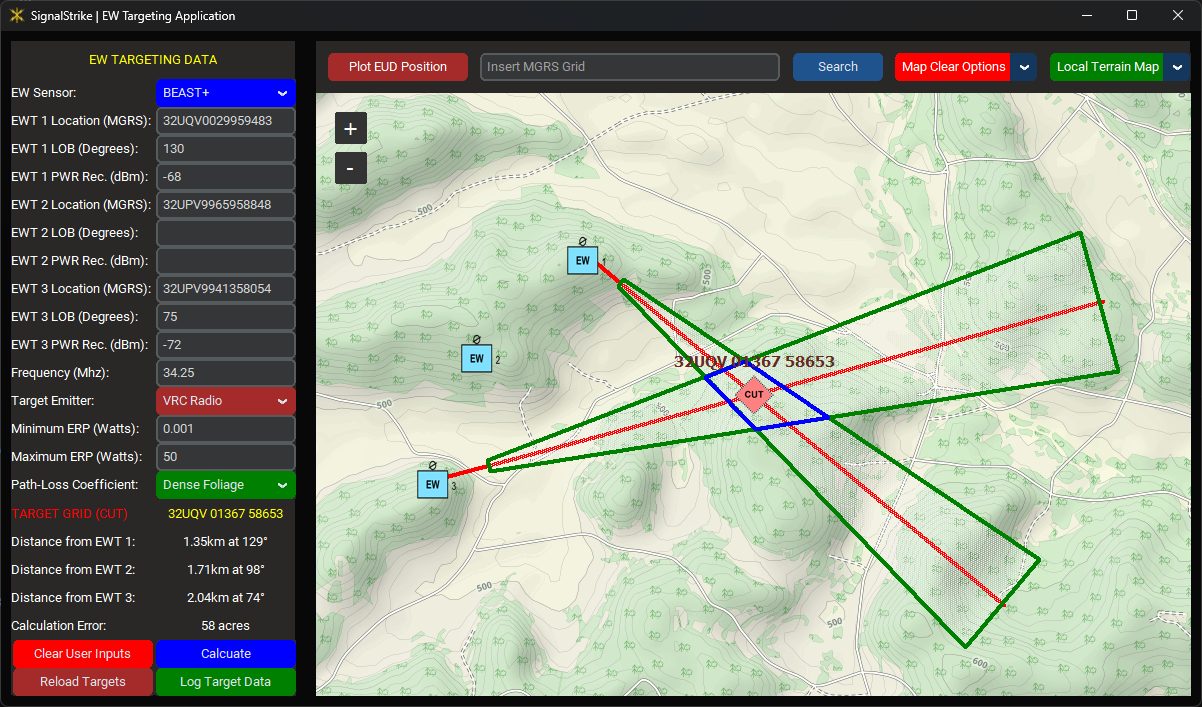 SignalStrike | EW Targeting Application
EW TARGETING DATA
EW Sensor: BEAST+
EWT 1 Location (MGRS): 32UQV0029959483
EWT 1 LOB (Degrees): 130
EWT 1 PWR Rec. (dBm): -68
EWT 2 Location (MGRS): 32UPV9965958848
EWT 2 LOB (Degrees):
EWT 2 PWR Rec. (dBm):
EWT 3 Location (MGRS): 32UPV9941358054
EWT 3 LOB (Degrees): 75
EWT 3 PWR Rec. (dBm): -72
Frequency (Mhz): 34.25
Target Emitter: VRC Radio
Minimum ERP (Watts): 0.001
Maximum ERP (Watts): 50
Path-Loss Coefficient: Dense Foliage
TARGET GRID (CUT) 32UQV 01367 58653
Distance from EWT 1: 1.35km at 129°
Distance from EWT 2: 1.71km at 98°
Distance from EWT 3: 2.04km at 74°
Calculation Error: 58 acres
Clear User Inputs Calcuate
Reload Targets Log Target Data
Plot EUD Position Insert MGRS Grid Search Map Clear Options Local Terrain Map
+
-
500
EW 1
500
500
EW 2
32UQV 01367 58653
500
CUT
500
500
EW 3
500
500
600